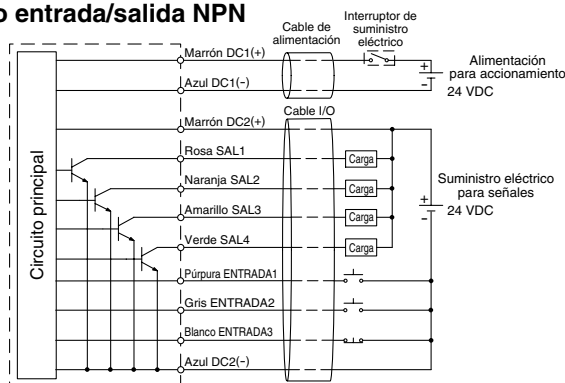 o entrada/salida NPN
Cable de
alimentación
Interruptor de
suministro
eléctrico
Marrón DC1(+)
Azul DC1(-)
+
-
Alimentación
para accionamiento
24 VDC
Cable I/O
Marrón DC2(+)
Rosa SAL1
Carga
Naranja SAL2
Carga
Amarillo SAL3
Carga
Verde SAL4
Carga
Suministro eléctrico
para señales
+
-
24 VDC
Púrpura ENTRADA1
Gris ENTRADA2
Blanco ENTRADA3
Azul DC2(-)
Circuito principal